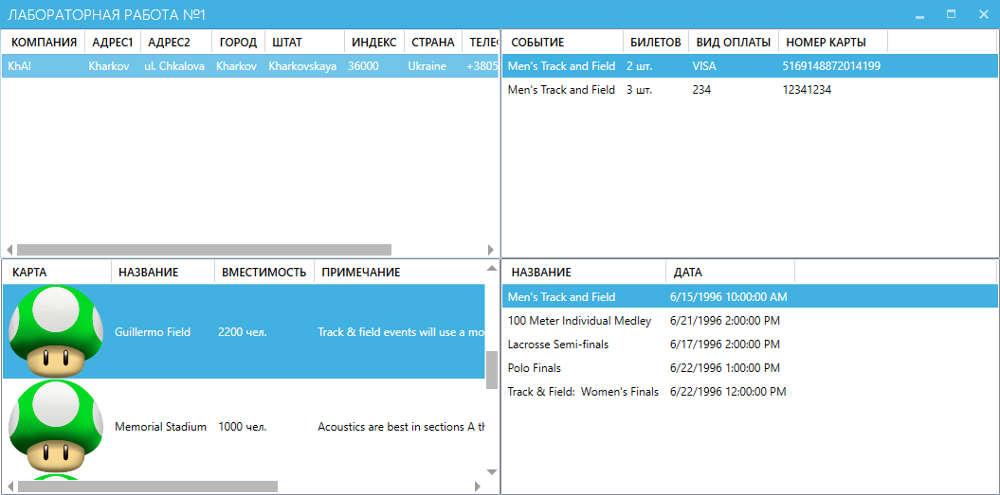 ЛАБОРАТОРНАЯ РАБОТА №1
КОМПАНИЯ АДРЕС1 АДРЕС2 ГОРОД ШТАТ ИНДЕКС СТРАНА ТЕЛЕ
KhAI Kharkov ul. Chkalova Kharkov Kharkovskaya 36000 Ukraine +3805
СОБЫТИЕ БИЛЕТОВ ВИД ОПЛАТЫ НОМЕР КАРТЫ
Men's Track and Field 2 шт. VISA 5169148872014199
Men's Track and Field 3 шт. 234 12341234
КАРТА НАЗВАНИЕ ВМЕСТИМОСТЬ ПРИМЕЧАНИЕ
Guillermo Field 2200 чел. Track & field events will use a mo
Memorial Stadium 1000 чел. Acoustics are best in sections A th
НАЗВАНИЕ ДАТА
Men's Track and Field 6/15/1996 10:00:00 AM
100 Meter Individual Medley 6/21/1996 2:00:00 PM
Lacrosse Semi-finals 6/17/1996 2:00:00 PM
Polo Finals 6/22/1996 1:00:00 PM
Track & Field: Women's Finals 6/22/1996 12:00:00 PM